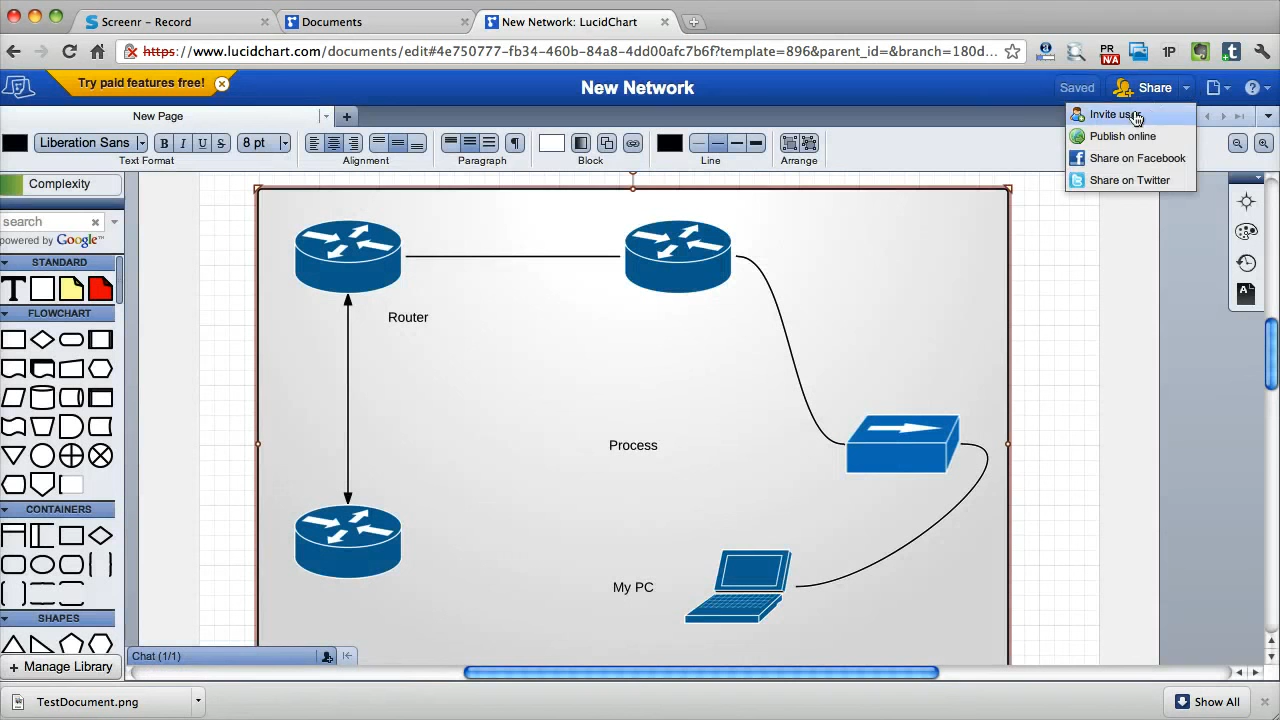 Screenr - Record
Documents
New Network: LucidChart
https://www.lucidchart.com/documents/edit#4e750777-fb34-460b-84a8-4dd00afc7b6f?template=896&parent_id=&branch=180d...
PR
N/A
1P
Try paid features free!
New Network
Saved
Share
?
New Page
Invite
Publish online
Share on Facebook
Share on Twitter
Liberation Sans
B I U S
8 pt
Text Format
Alignment
Paragraph
Block
Line
Arrange
Complexity
search
powered by Google™
STANDARD
T
FLOWCHART
CONTAINERS
SHAPES
Manage Library
Router
Process
My PC
Chat (1/1)
TestDocument.png
Show All